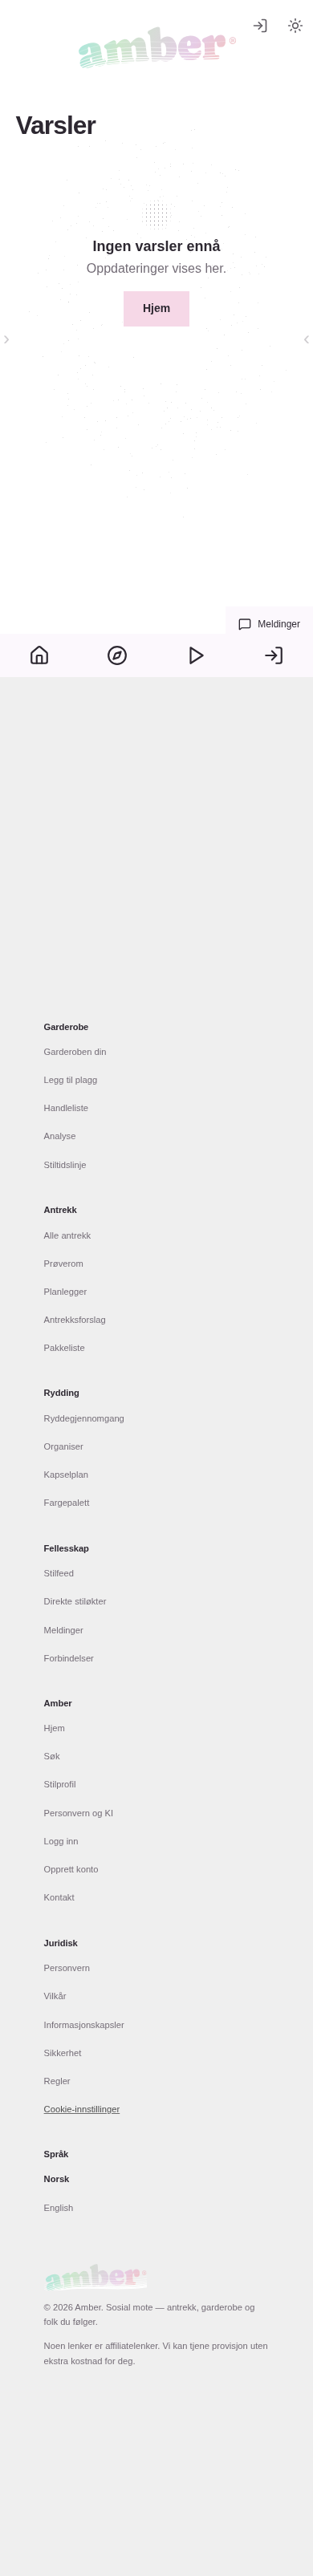 amber®
Varsler
Ingen varsler ennå
Oppdateringer vises her.
Hjem
Meldinger
Garderobe
Garderoben din
Legg til plagg
Handleliste
Analyse
Stiltidslinje
Antrekk
Alle antrekk
Prøverom
Planlegger
Antrekksforslag
Pakkeliste
Rydding
Ryddegjennomgang
Organiser
Kapselplan
Fargepalett
Fellesskap
Stilfeed
Direkte stiløkter
Meldinger
Forbindelser
Amber
Hjem
Søk
Stilprofil
Personvern og KI
Logg inn
Opprett konto
Kontakt
Juridisk
Personvern
Vilkår
Informasjonskapsler
Sikkerhet
Regler
Cookie-innstillinger
Språk
Norsk
English
amber®
© 2026 Amber. Sosial mote — antrekk, garderobe og
folk du følger.
Noen lenker er affiliatelenker. Vi kan tjene provisjon uten
ekstra kostnad for deg.